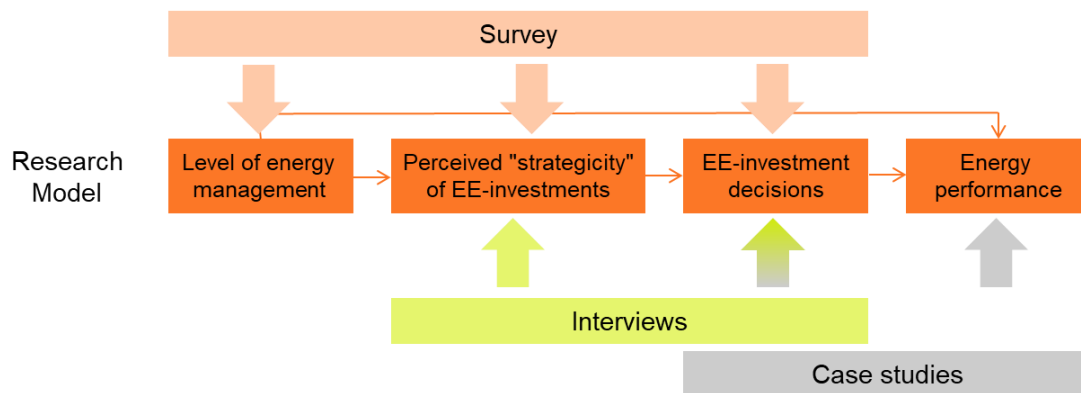 Survey
Research
Model
Level of energy
management
Perceived "strategicity"
of EE-investments
EE-investment
decisions
Energy
performance
Interviews
Case studies